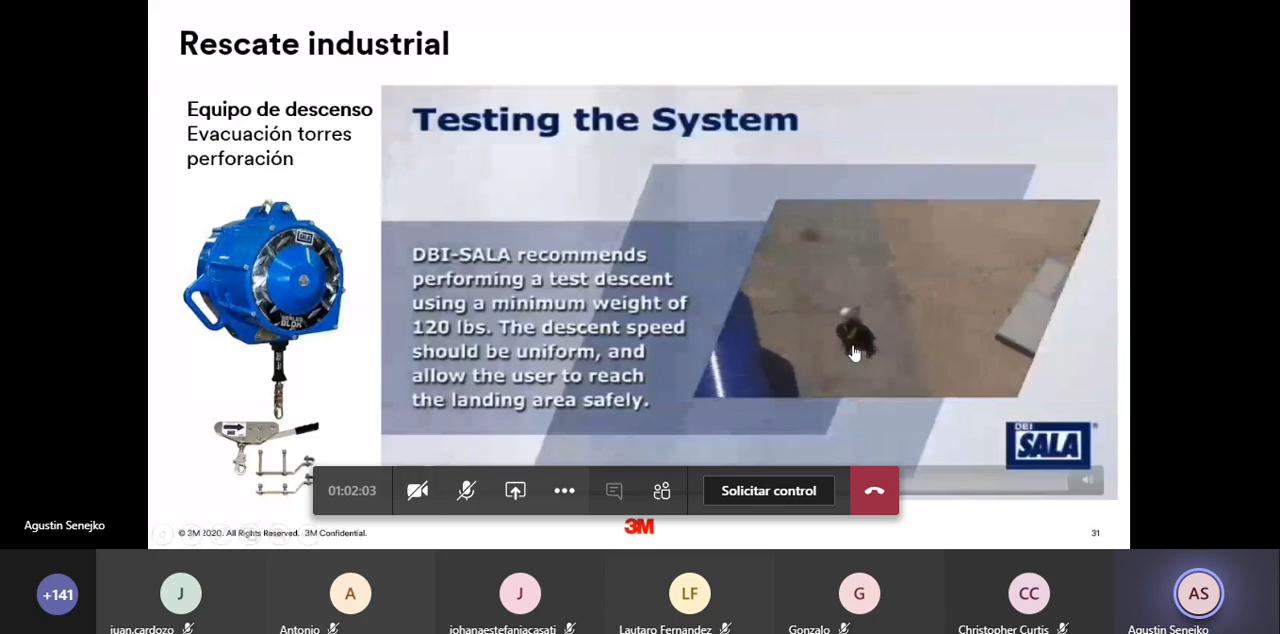 Rescate industrial
Equipo de descenso
Evacuación torres
perforación
Testing the System
DBI-SALA recommends
performing a test descent
using a minimum weight of
120 lbs. The descent speed
should be uniform, and
allow the user to reach
the landing area safely.
DBI
SALA
BLOK
01:02:03
Solicitar control
Agustin Senejko
© 3M 2020. All Rights Reserved. 3M Confidential.
3M
31
+141
J
A
J
LF
G
CC
AS
juan.cardozo
Antonio
johanaestefaniacasati
Lautaro Fernandez
Gonzalo
Christopher Curtis
Agustin Senejko